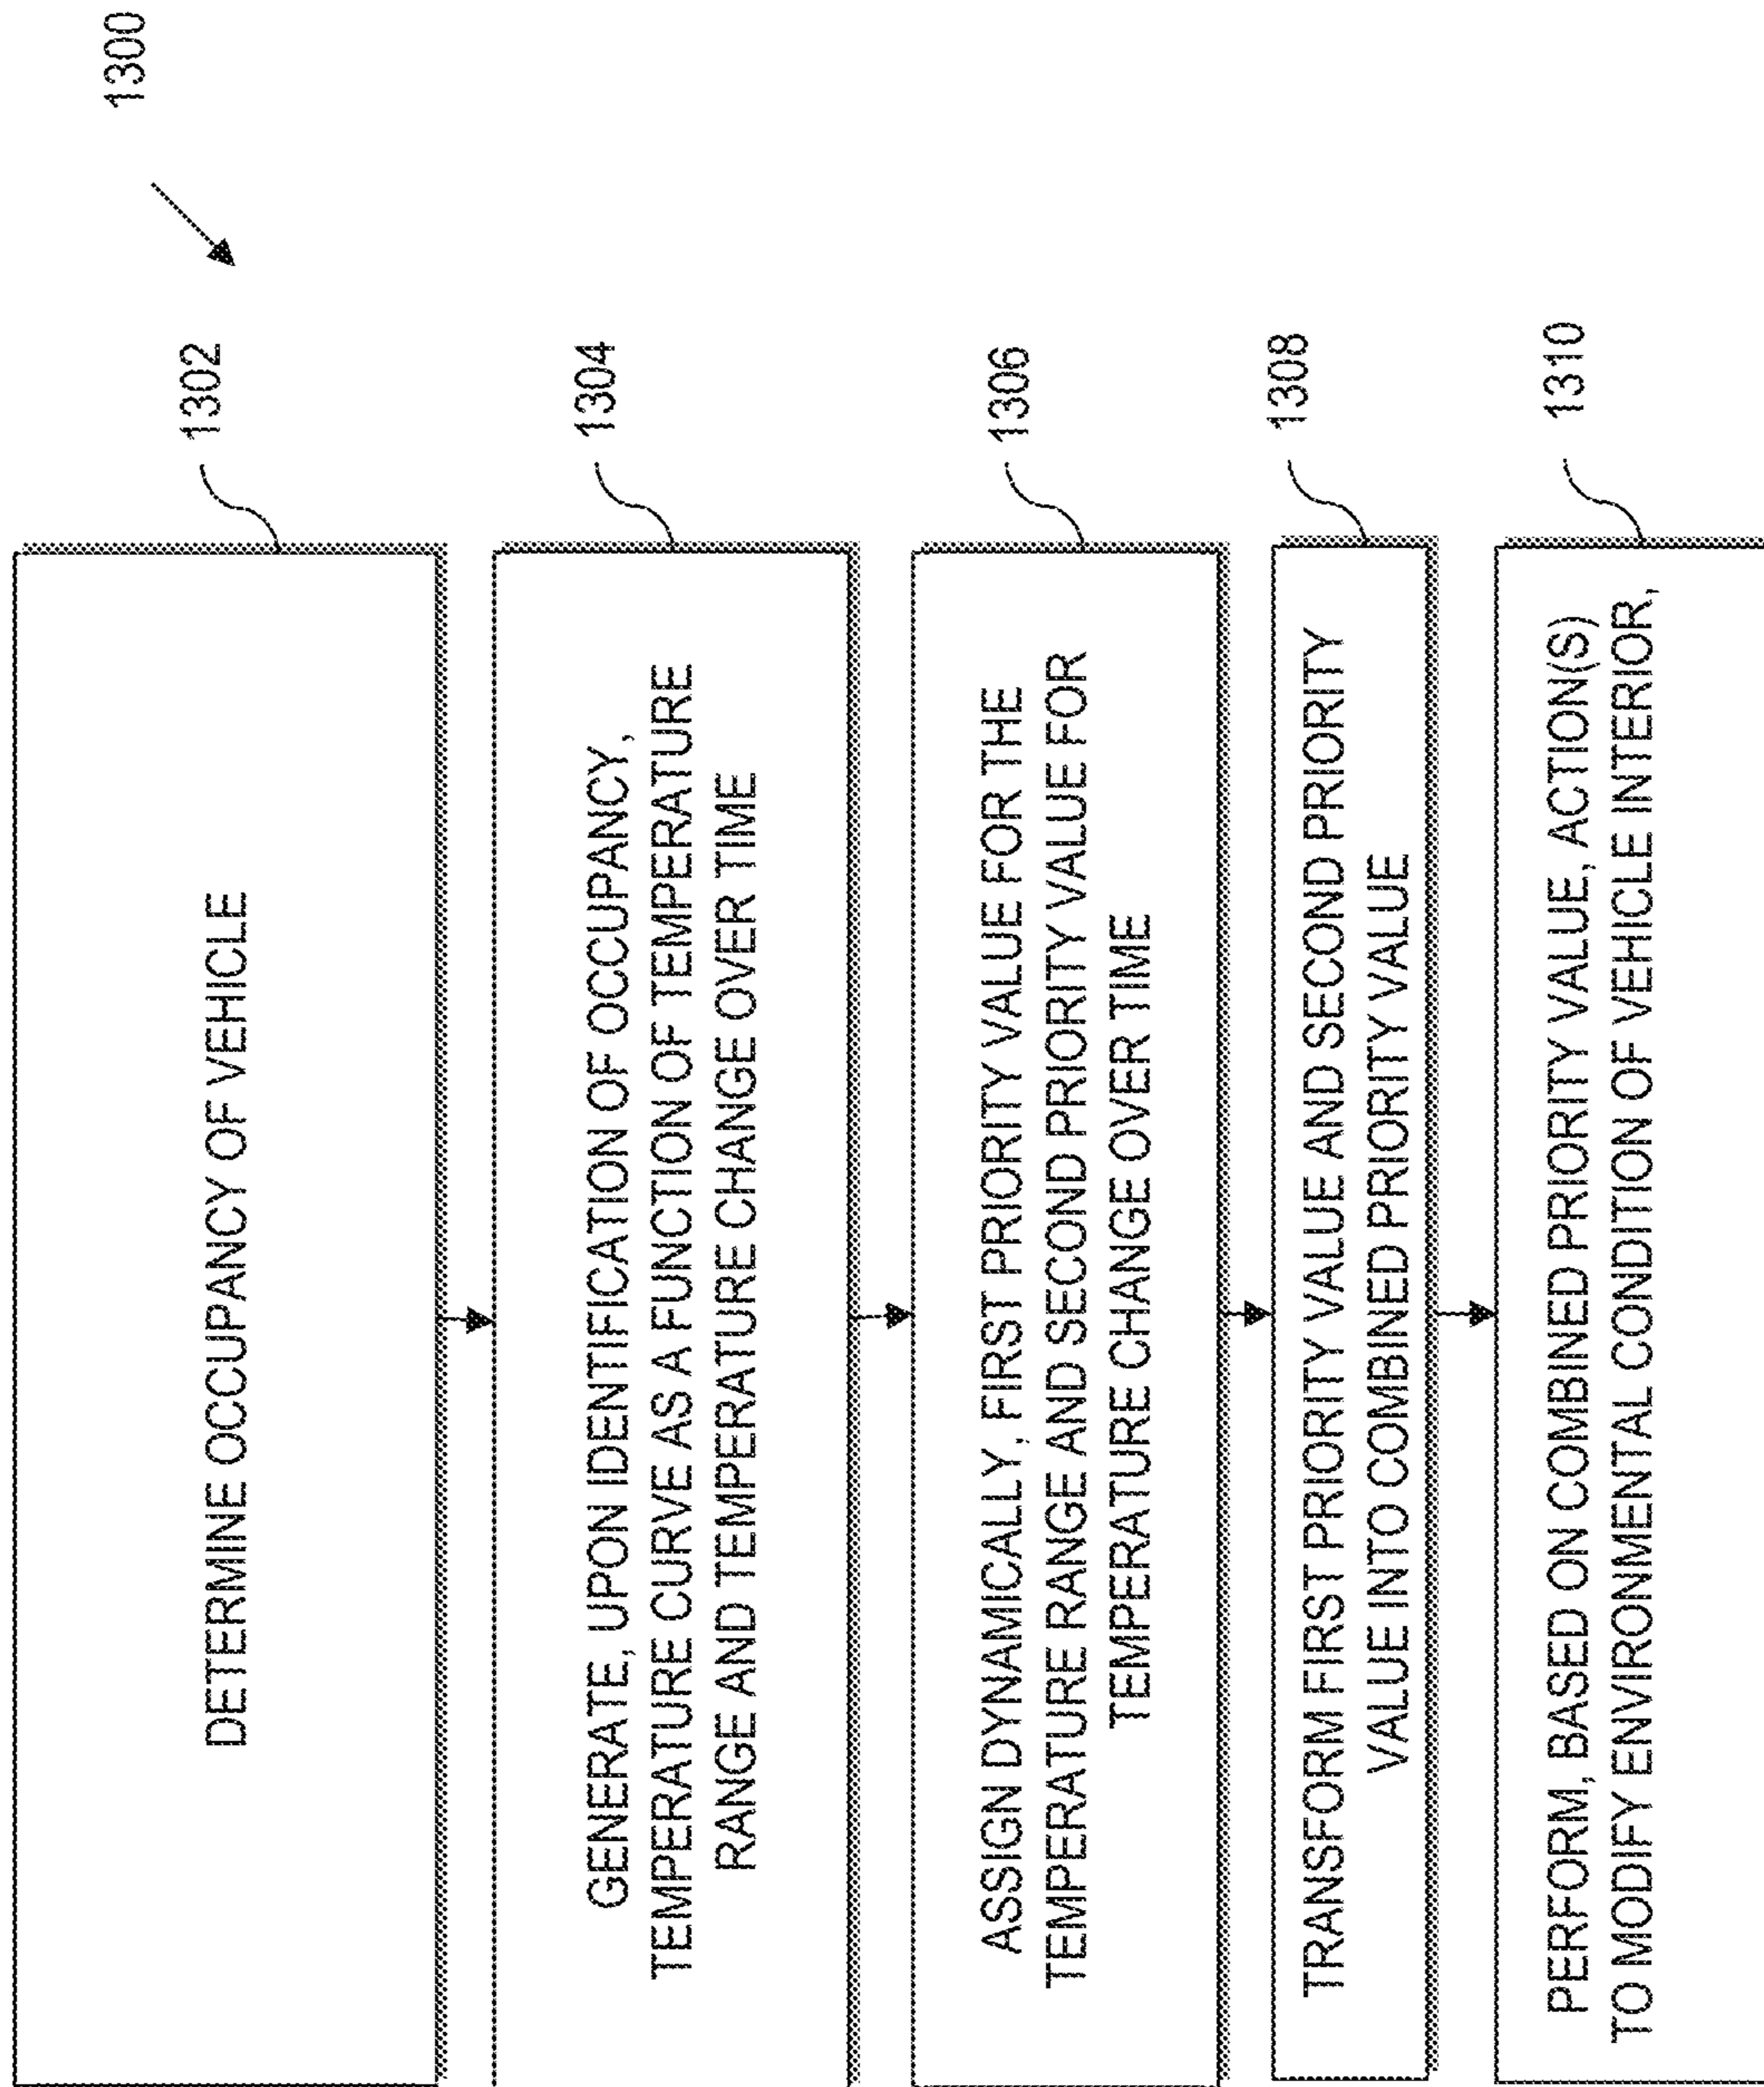 1300
DETERMINE OCCUPANCY OF VEHICLE
1302
GENERATE, UPON IDENTIFICATION OF OCCUPANCY,
TEMPERATURE CURVE AS A FUNCTION OF TEMPERATURE
RANGE AND TEMPERATURE CHANGE OVER TIME
1304
ASSIGN DYNAMICALLY, FIRST PRIORITY VALUE FOR THE
TEMPERATURE RANGE AND SECOND PRIORITY VALUE FOR
TEMPERATURE CHANGE OVER TIME
1306
TRANSFORM FIRST PRIORITY VALUE AND SECOND PRIORITY
VALUE INTO COMBINED PRIORITY VALUE
1308
PERFORM, BASED ON COMBINED PRIORITY VALUE, ACTION(S)
TO MODIFY ENVIRONMENTAL CONDITION OF VEHICLE INTERIOR,
1310